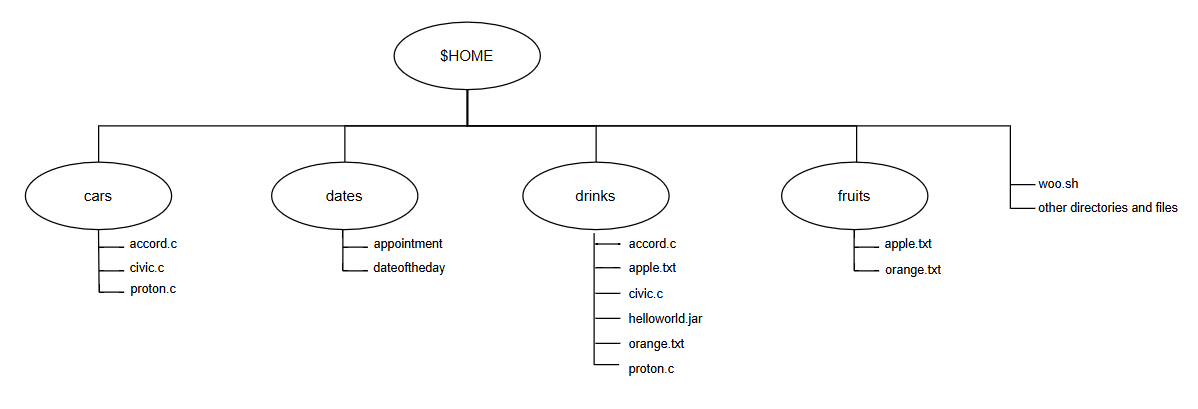 $HOME
cars
dates
drinks
fruits
woo.sh
other directories and files
accord.c
civic.c
proton.c
appointment
dateoftheday
accord.c
apple.txt
civic.c
helloworld.jar
orange.txt
proton.c
apple.txt
orange.txt